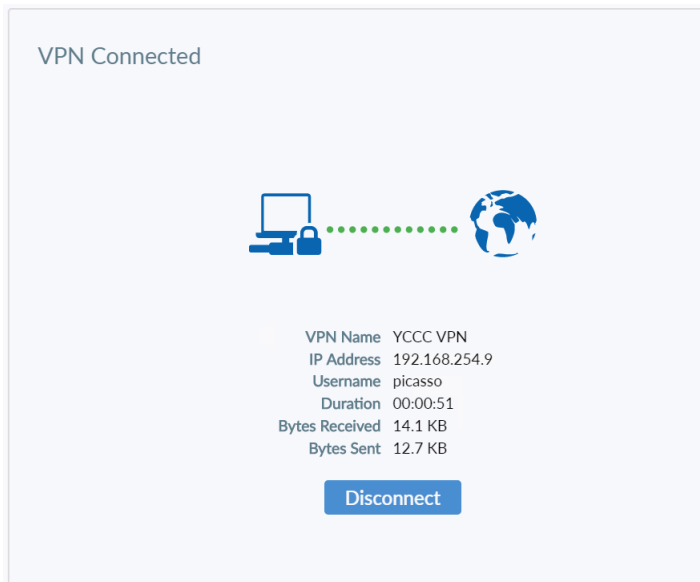 VPN Connected
VPN Name YCCC VPN
IP Address 192.168.254.9
Username picasso
Duration 00:00:51
Bytes Received 14.1 KB
Bytes Sent 12.7 KB
Disconnect